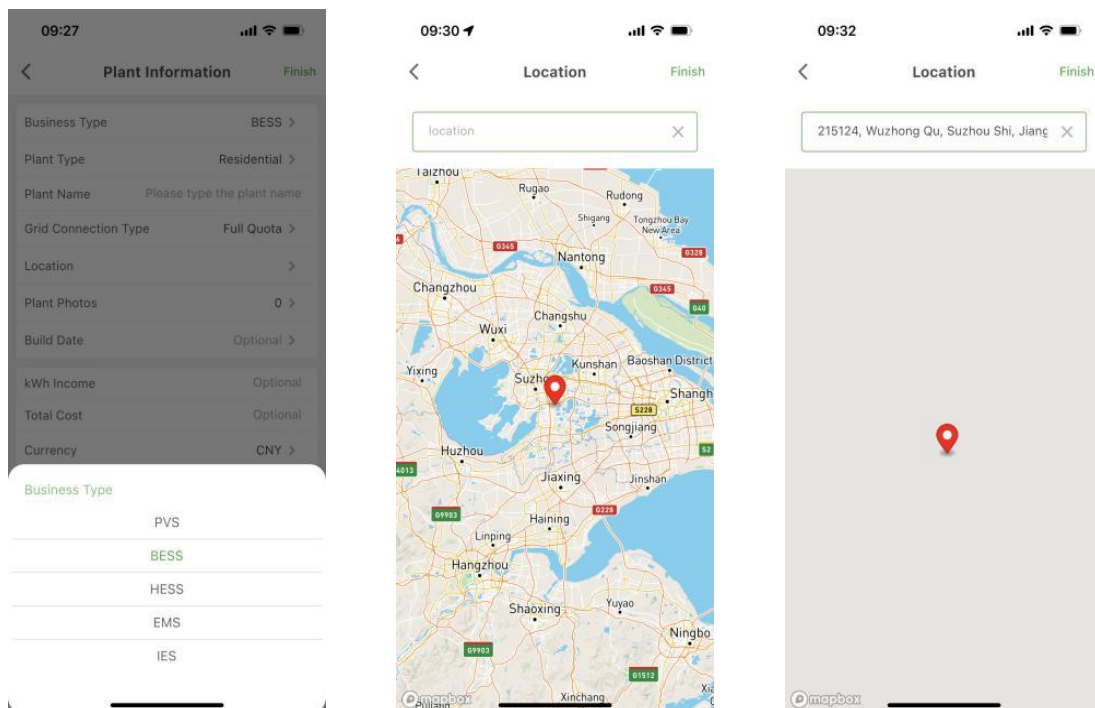 09:27
Plant Information
Finish
Business Type
BESS >
Plant Type
Residential >
Plant Name
Please type the plant name
Grid Connection Type
Full Quota >
Location
>
Plant Photos
0 >
Build Date
Optional >
kWh Income
Optional
Total Cost
Optional
Currency
CNY >
Business Type
PVS
BESS
HESS
EMS
IES
09:30
Location
Finish
location
Taizhou
Rugao
Rudong
Shigang
Tongzhou Bay
New Area
G345
G328
Nantong
Changzhou
G345
G40
Changshu
Wuxi
Kunshan
Baoshan District
Yixing
Suzho
Shangh
S228
Songjiang
Huzhou
S2
4013
Jiaxing
Jinshan
G9903
G228
Haining
Linping
Hangzhou
Shaoxing
Yuyao
Ningbo
G9903
G1512
mapbox
Pujiang
Xinchang
09:32
Location
Finish
215124, Wuzhong Qu, Suzhou Shi, Jiang
mapbox